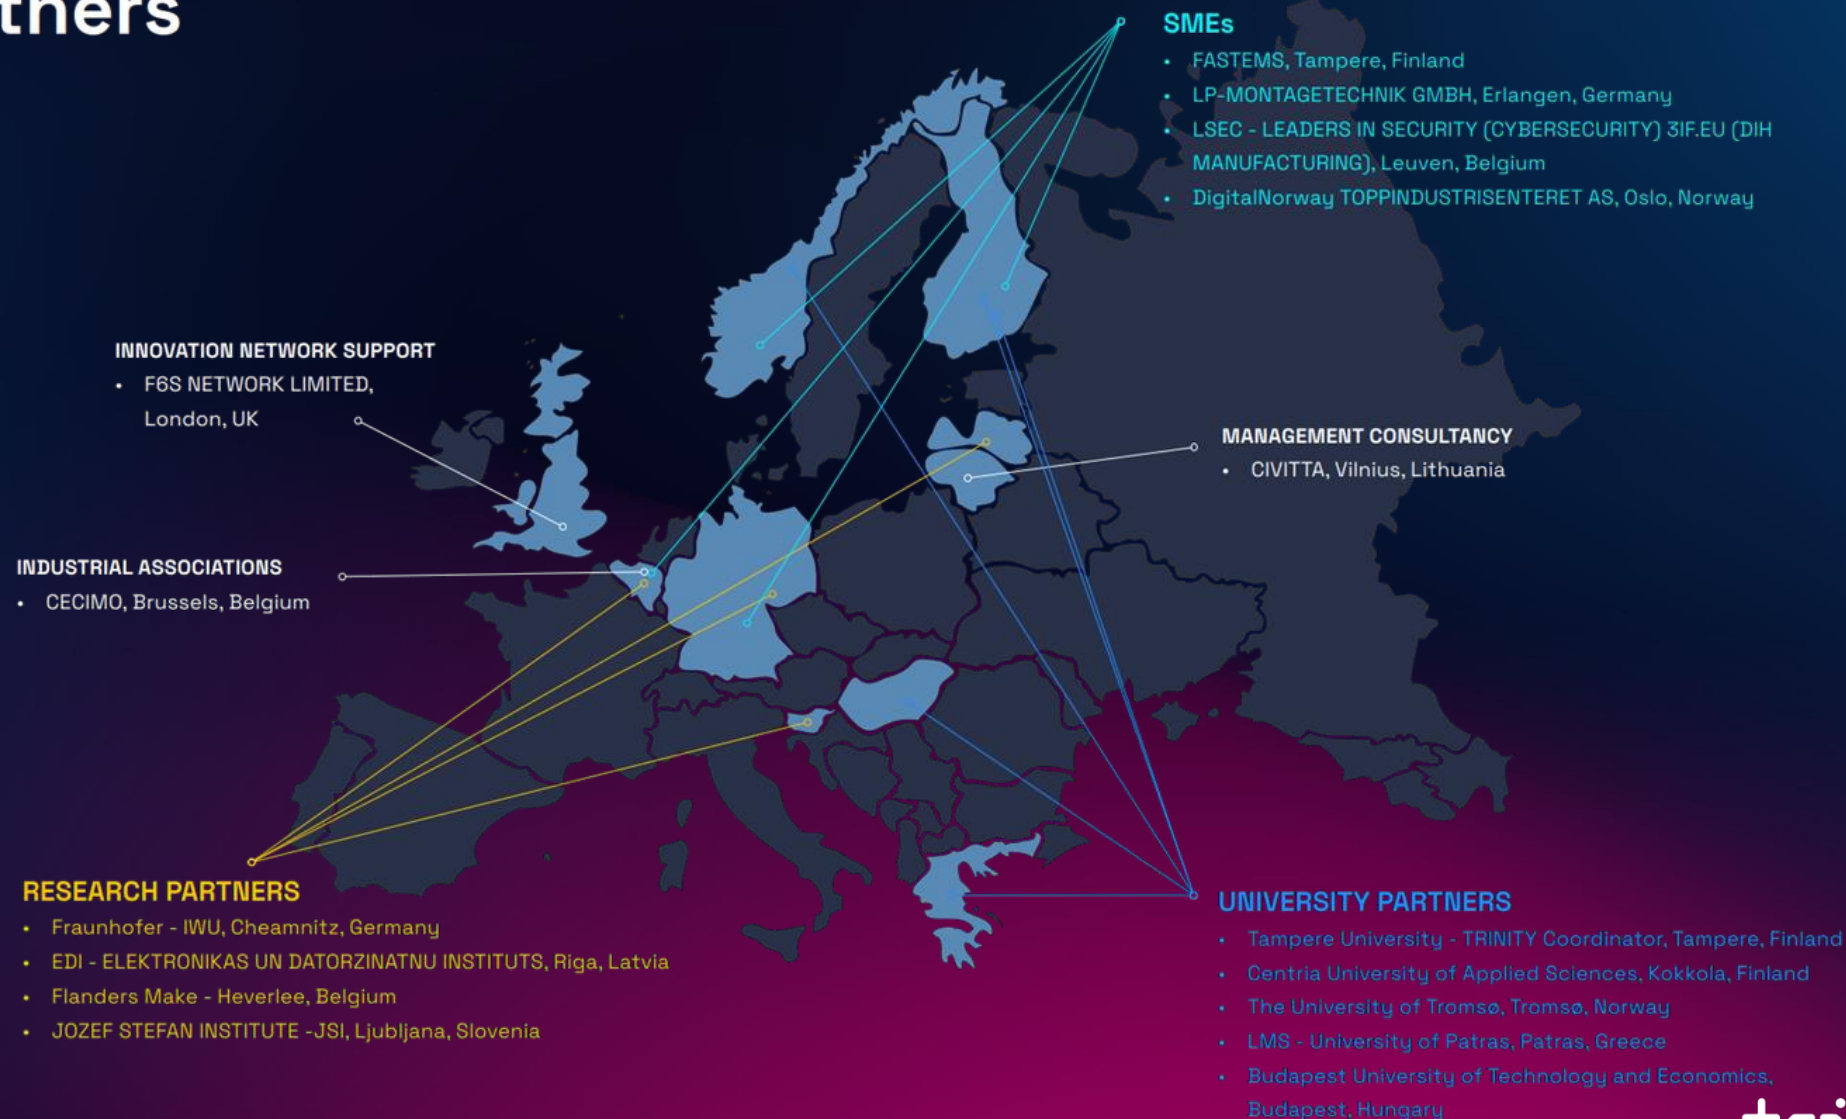 thers
SMEs
• FASTEMS, Tampere, Finland
• LP-MONTAGETECHNIK GMBH, Erlangen, Germany
• LSEC - LEADERS IN SECURITY (CYBERSECURITY) 3IF.EU (DIH
MANUFACTURING), Leuven, Belgium
• DigitalNorway TOPPINDUSTRISENTERET AS, Oslo, Norway
INNOVATION NETWORK SUPPORT
• F6S NETWORK LIMITED,
London, UK
MANAGEMENT CONSULTANCY
• CIVITTA, Vilnius, Lithuania
INDUSTRIAL ASSOCIATIONS
• CECIMO, Brussels, Belgium
RESEARCH PARTNERS
• Fraunhofer - IWU, Cheamnitz, Germany
• EDI - ELEKTRONIKAS UN DATORZINATNU INSTITUTS, Riga, Latvia
• Flanders Make - Heverlee, Belgium
• JOZEF STEFAN INSTITUTE -JSI, Ljubljana, Slovenia
UNIVERSITY PARTNERS
• Tampere University - TRINITY Coordinator, Tampere, Finland
• Centria University of Applied Sciences, Kokkola, Finland
• The University of Tromsø, Tromsø, Norway
• LMS - University of Patras, Patras, Greece
• Budapest University of Technology and Economics,
Budapest, Hungary